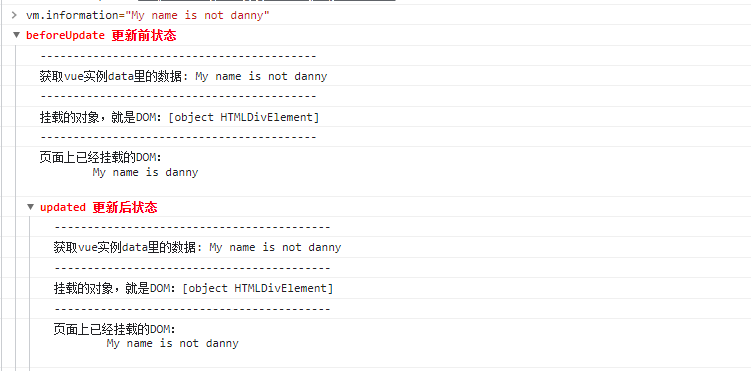 vm.information="My name is not danny"
beforeUpdate 更新前状态
------------------------------------------
获取vue实例data里的数据: My name is not danny
------------------------------------------
挂载的对象，就是DOM: [object HTMLDivElement]
------------------------------------------
页面上已经挂载的DOM:
My name is danny
updated 更新后状态
------------------------------------------
获取vue实例data里的数据: My name is not danny
------------------------------------------
挂载的对象，就是DOM: [object HTMLDivElement]
------------------------------------------
页面上已经挂载的DOM:
My name is not danny